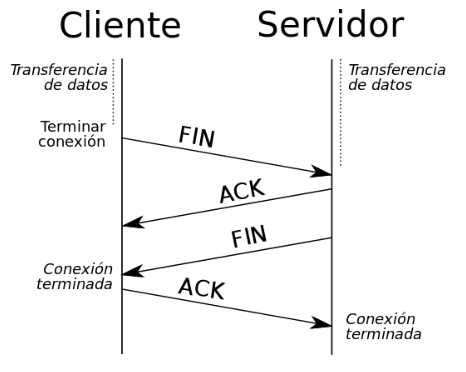 Cliente
Servidor
Transferencia
de datos
Transferencia
de datos
Terminar
conexión
FIN
ACK
FIN
Conexión
terminada
ACK
Conexión
terminada